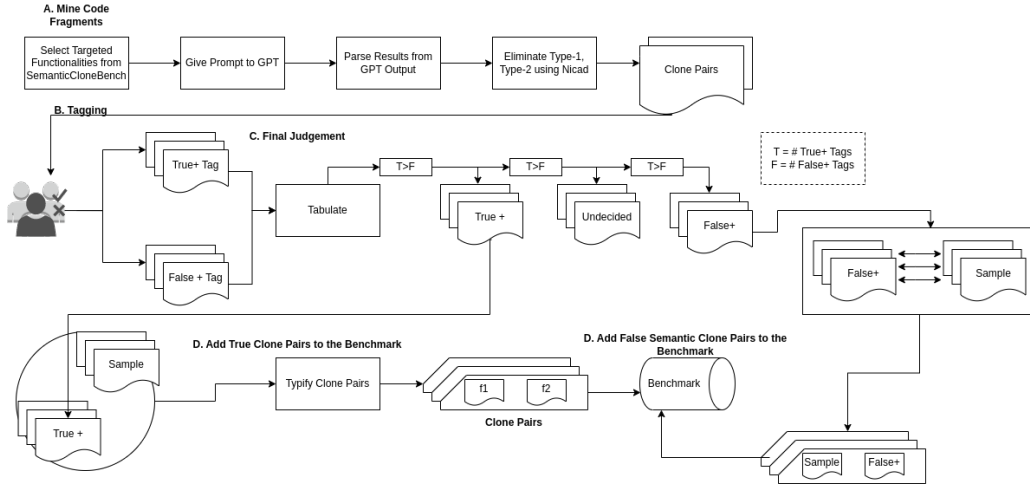 A. Mine Code
Fragments
Select Targeted
Functionalities from
SemanticCloneBench
Give Prompt to GPT
Parse Results from
GPT Output
Eliminate Type-1,
Type-2 using Nicad
Clone Pairs
B. Tagging
C. Final Judgement
True+ Tag
False + Tag
Tabulate
T>F
T>F
T>F
True +
Undecided
False+
T = # True+ Tags
F = # False+ Tags
False+
Sample
Sample
True +
D. Add True Clone Pairs to the Benchmark
Typify Clone Pairs
f1
f2
Clone Pairs
D. Add False Semantic Clone Pairs to the
Benchmark
Benchmark
Sample
False+